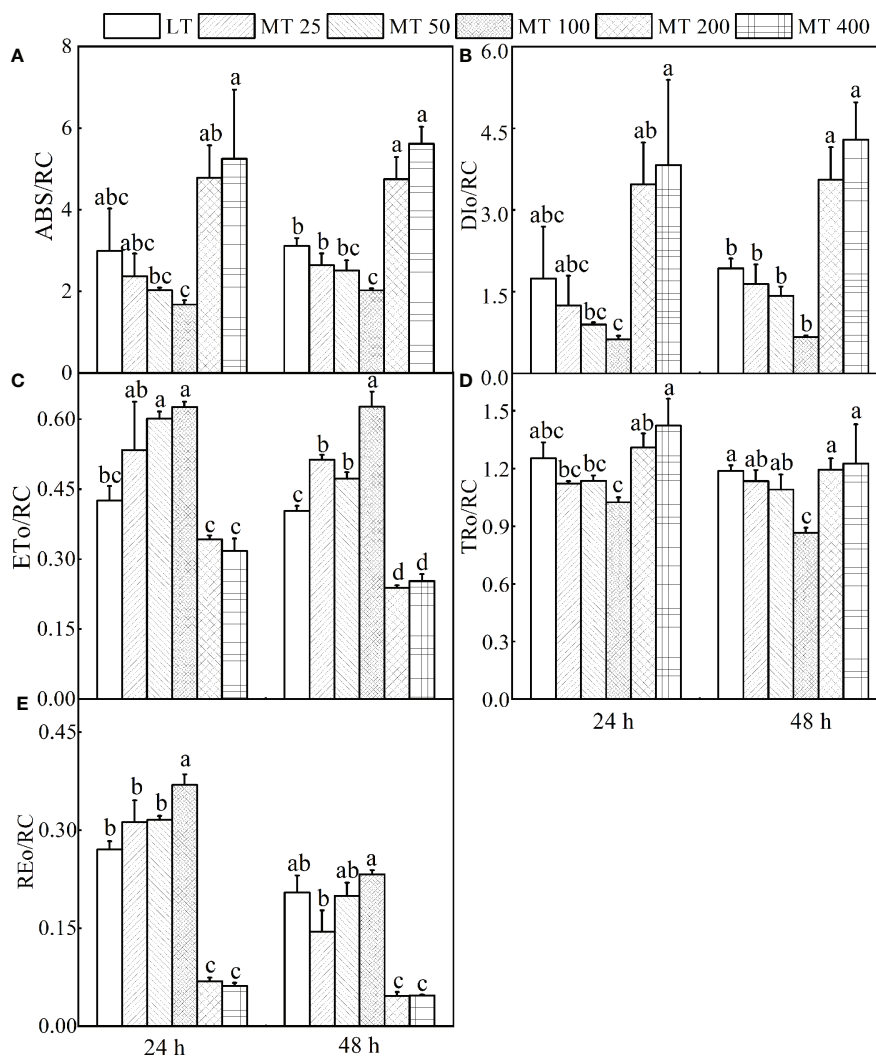 LT MT 25 MT 50 MT 100 MT 200 MT 400
A
ABS/RC
8
6
4
2
0
abc
abc
bc
c
ab
a
b
b
bc
c
a
a
B
DIo/RC
6.0
4.5
3.0
1.5
0.0
abc
abc
bc
c
ab
a
b
b
b
b
a
a
C
ETo/RC
0.60
0.45
0.30
0.15
0.00
bc
ab
a
a
c
c
c
b
b
a
d
d
D
TRo/RC
1.5
1.2
0.9
0.6
0.3
0.0
abc
bc
bc
c
ab
a
a
ab
ab
c
a
a
24 h
48 h
E
REo/RC
0.45
0.30
0.15
0.00
b
b
b
a
c
c
ab
b
ab
a
c
c
24 h
48 h